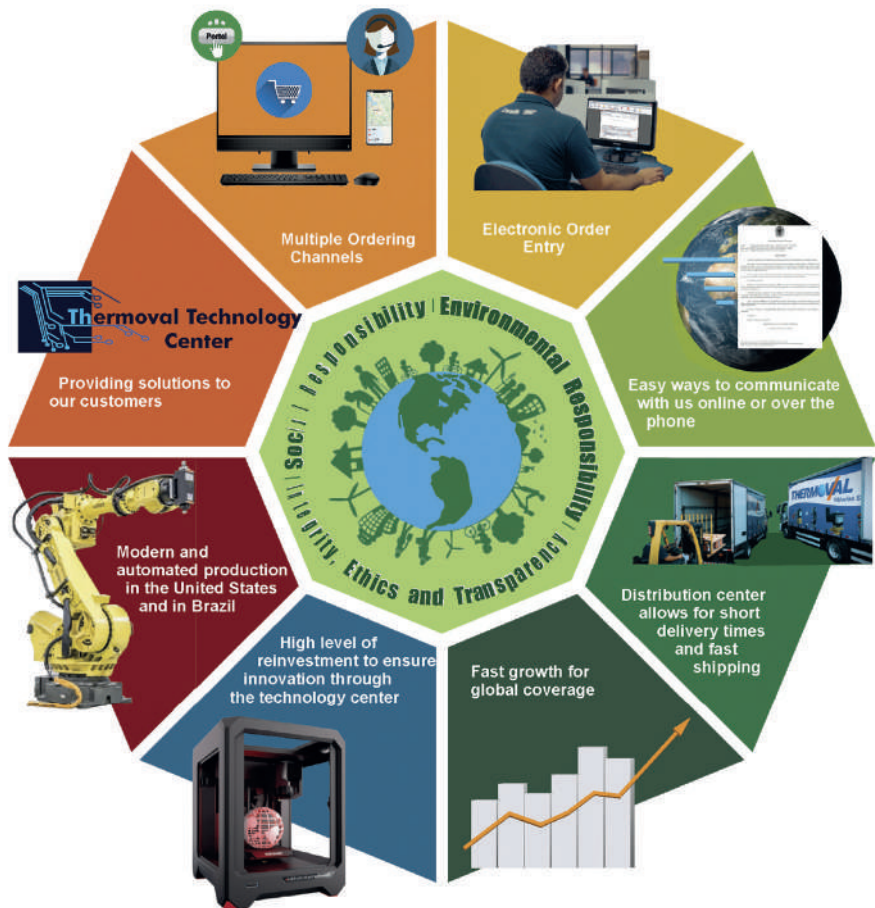 Portal
Multiple Ordering
Channels
Electronic Order
Entry
Thermoval Technology
Center
Providing solutions to
our customers
Easy ways to communicate
with us online or over the
phone
Social Responsibility | Environmental Responsibility | Integrity, Ethics and Transparency |
Modern and
automated production
in the United States
and in Brazil
THERMOVAL
Distribution center
allows for short
delivery times
and fast
shipping
High level of
reinvestment to ensure
innovation through
the technology center
Fast growth for
global coverage